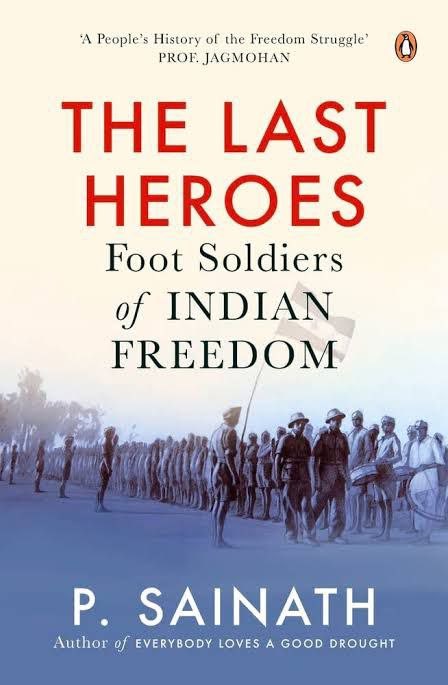 ‘A People’s History of the Freedom Struggle’
PROF. JAGMOHAN
THE LAST
HEROES
Foot Soldiers
of INDIAN
FREEDOM
P. SAINATH
Author of EVERYBODY LOVES A GOOD DROUGHT